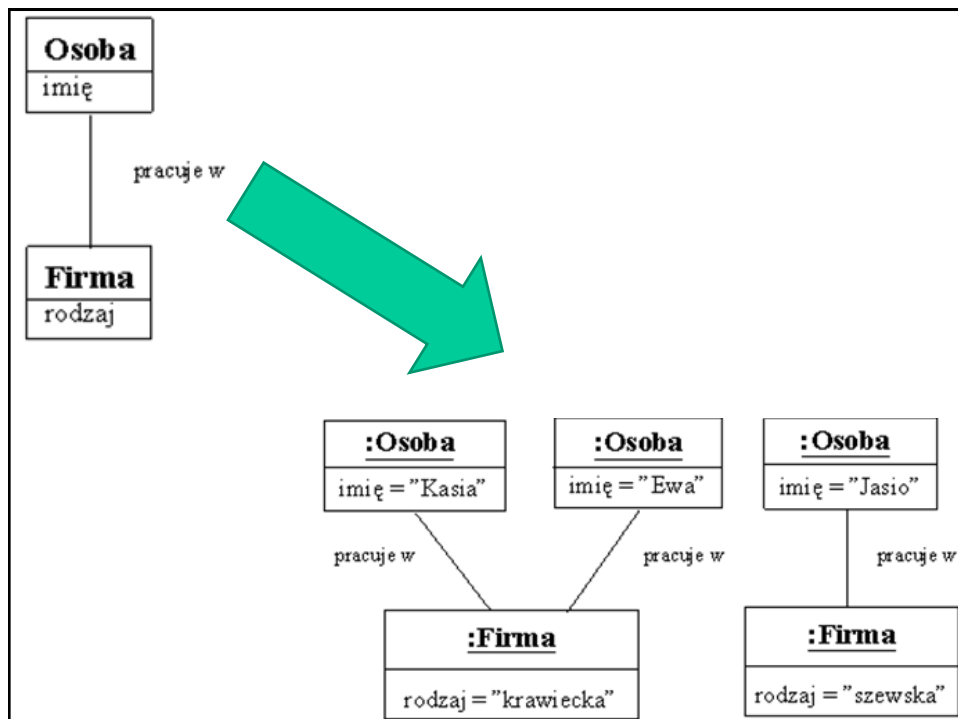 Osoba
imię
pracuje w
Firma
rodzaj
:Osoba
imię = ”Kasia”
:Osoba
imię = ”Ewa”
:Osoba
imię = ”Jasio”
pracuje w
pracuje w
pracuje w
:Firma
rodzaj = ”krawiecka”
:Firma
rodzaj = ”szewska”